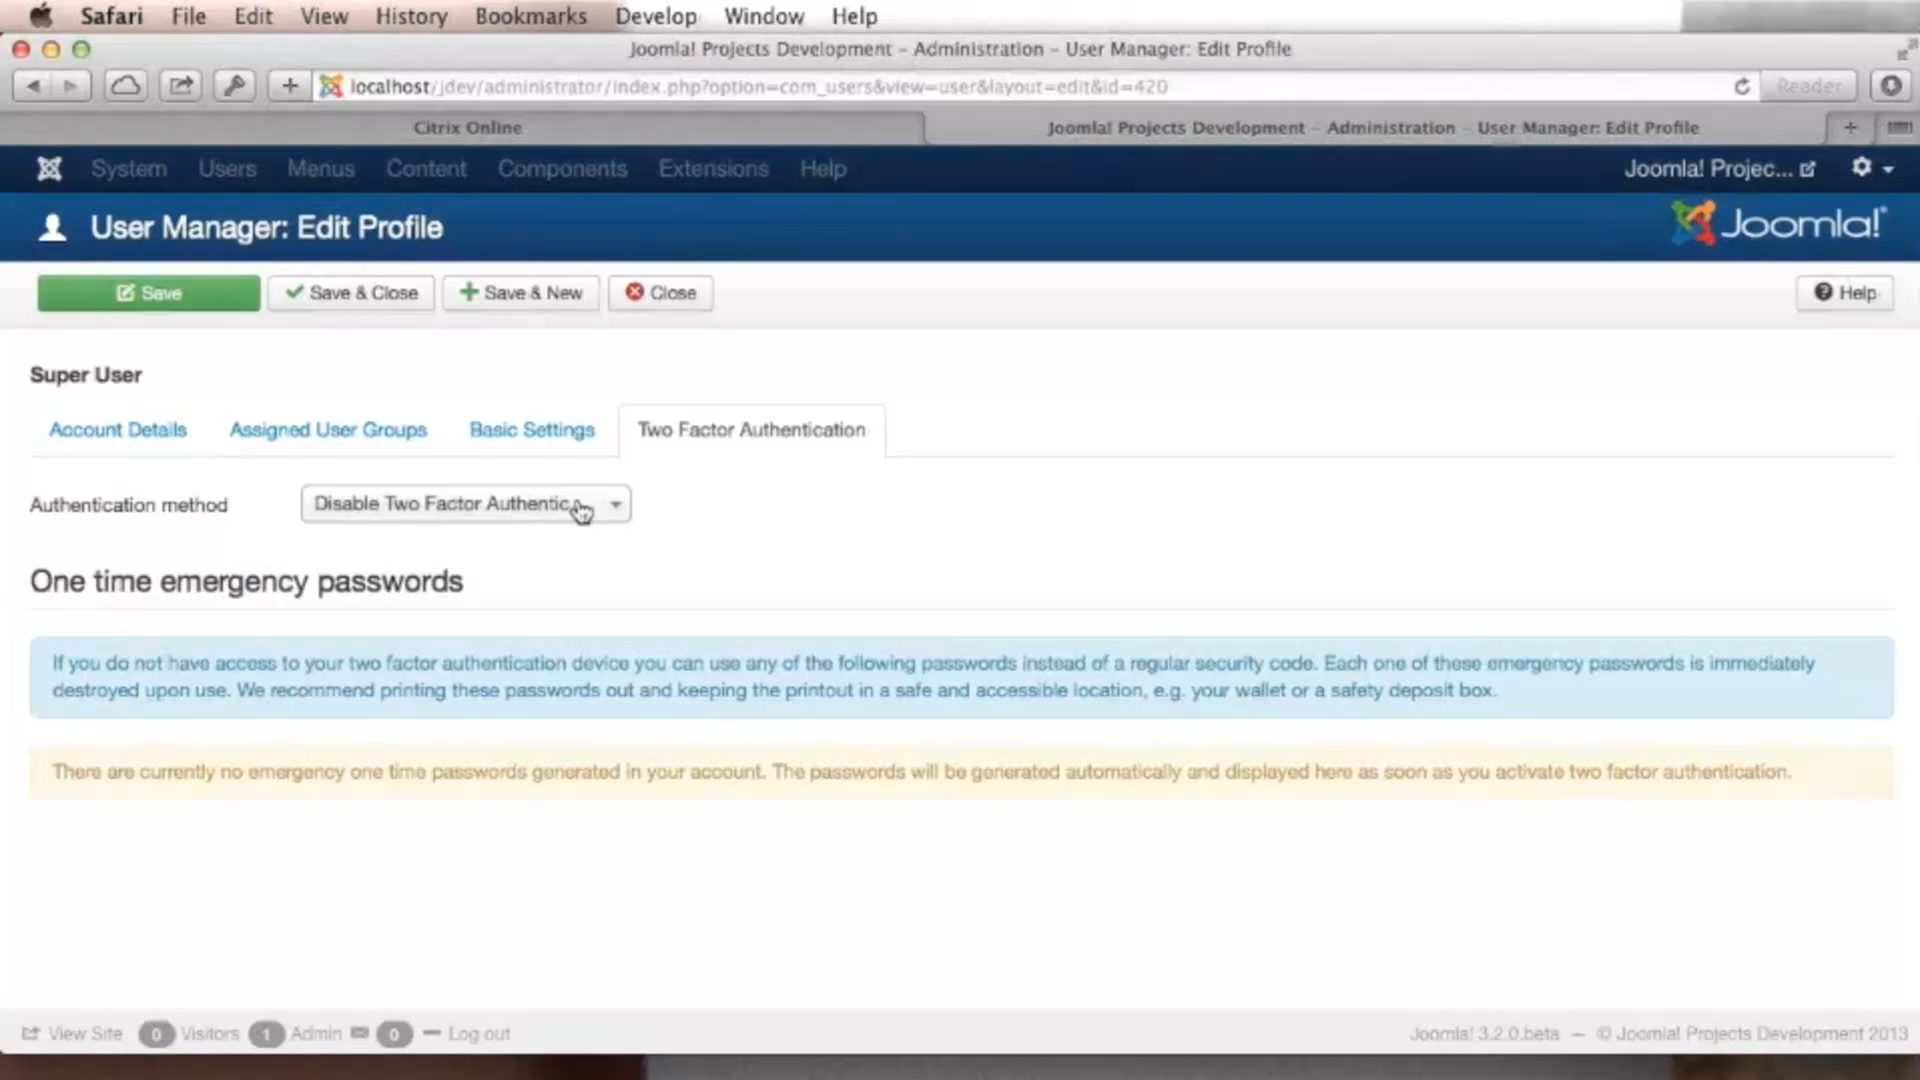 Safari File Edit View History Bookmarks Develop Window Help
Joomla! Projects Development - Administration - User Manager: Edit Profile
localhost/jdev/administrator/index.php?option=com_users&view=user&layout=edit&id=420
Reader
Citrix Online
Joomla! Projects Development - Administration - User Manager: Edit Profile
System Users Menus Content Components Extensions Help
Joomla! Projec...
User Manager: Edit Profile
Joomla!
Save
Save & Close
Save & New
Close
Help
Super User
Account Details
Assigned User Groups
Basic Settings
Two Factor Authentication
Authentication method
Disable Two Factor Authentic
One time emergency passwords
If you do not have access to your two factor authentication device you can use any of the following passwords instead of a regular security code. Each one of these emergency passwords is immediately
destroyed upon use. We recommend printing these passwords out and keeping the printout in a safe and accessible location, e.g. your wallet or a safety deposit box.
There are currently no emergency one time passwords generated in your account. The passwords will be generated automatically and displayed here as soon as you activate two factor authentication.
View Site 0 Visitors 1 Admin 0 Log out
Joomla! 3.2.0.beta — © Joomla! Projects Development 2013